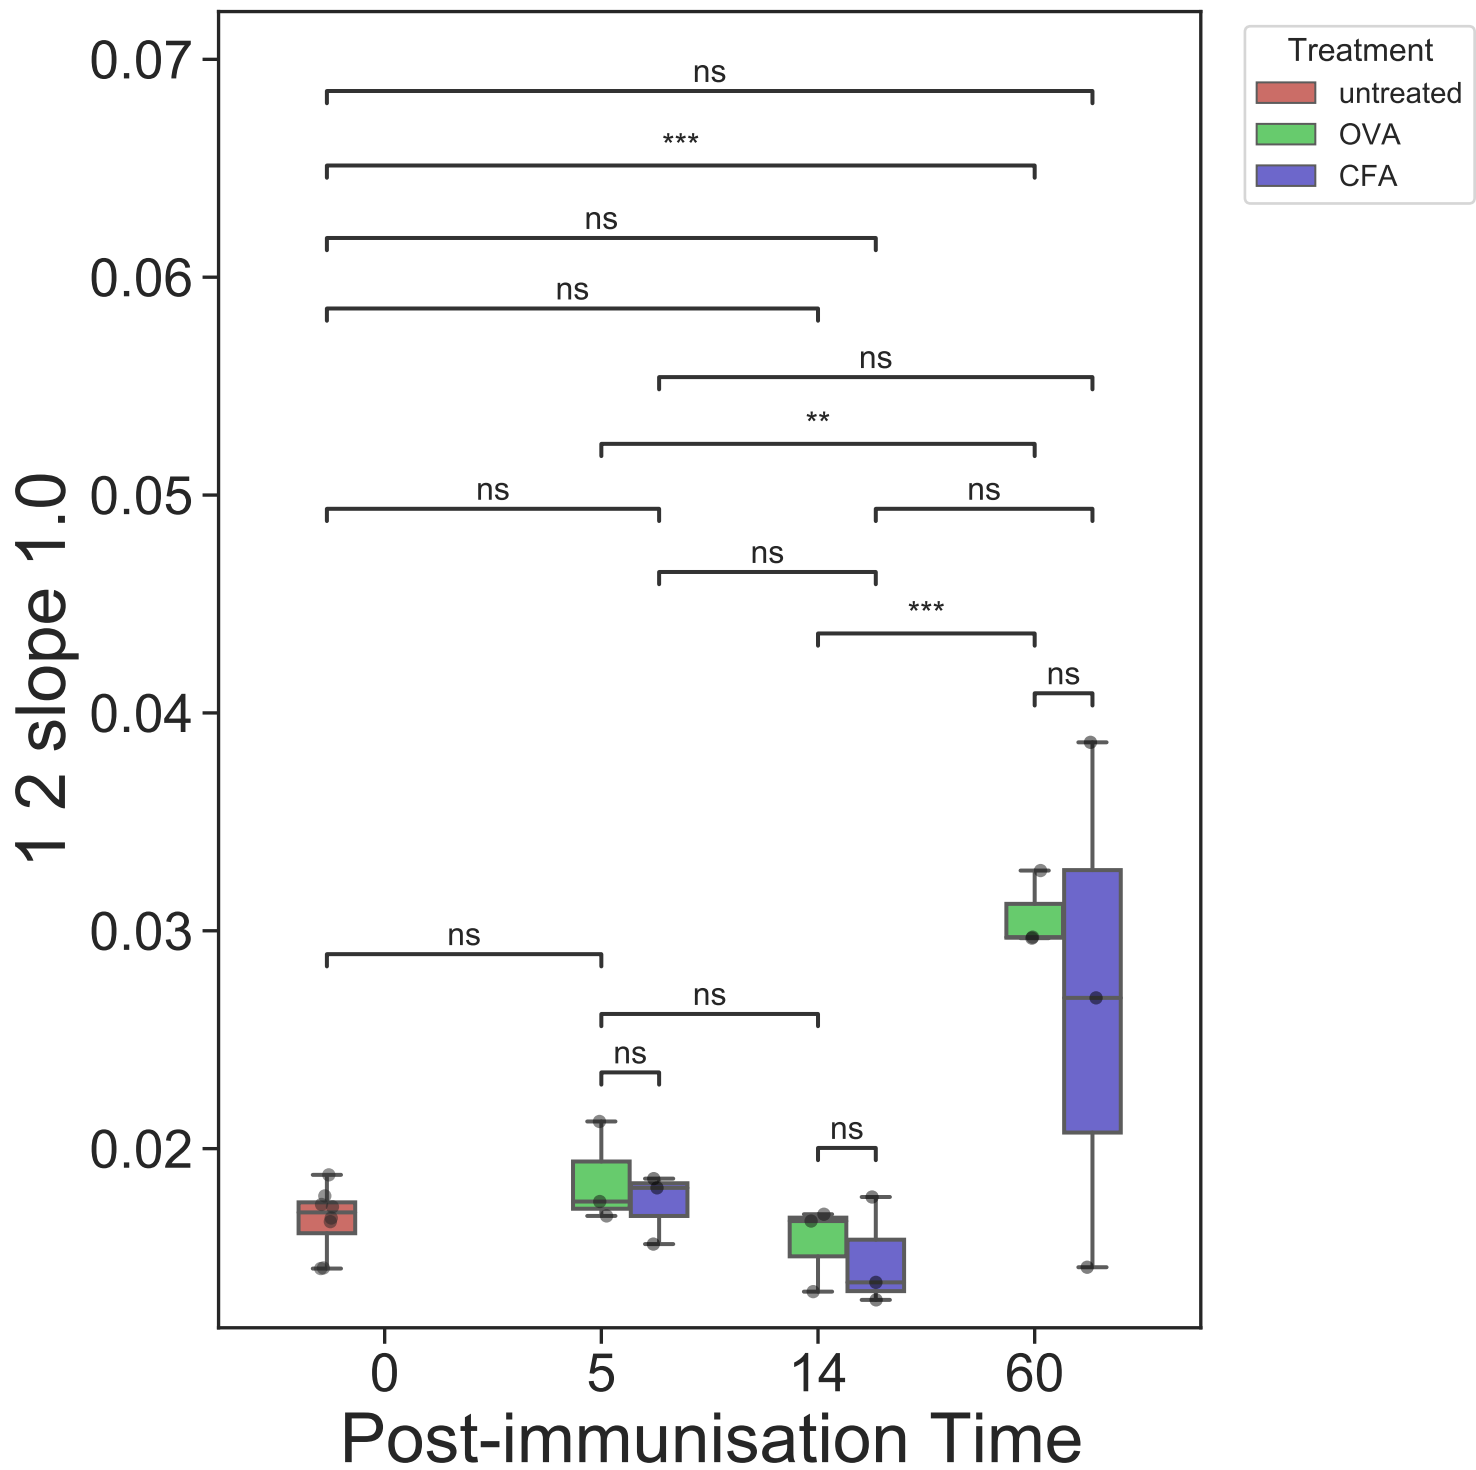 0.07
0.06
0.05
0.04
0.03
0.02
1 2 slope 1.0
ns
***
ns
ns
ns
**
ns
ns
ns
***
ns
ns
ns
ns
ns
0
5
14
60
Post-immunisation Time
Treatment
untreated
OVA
CFA